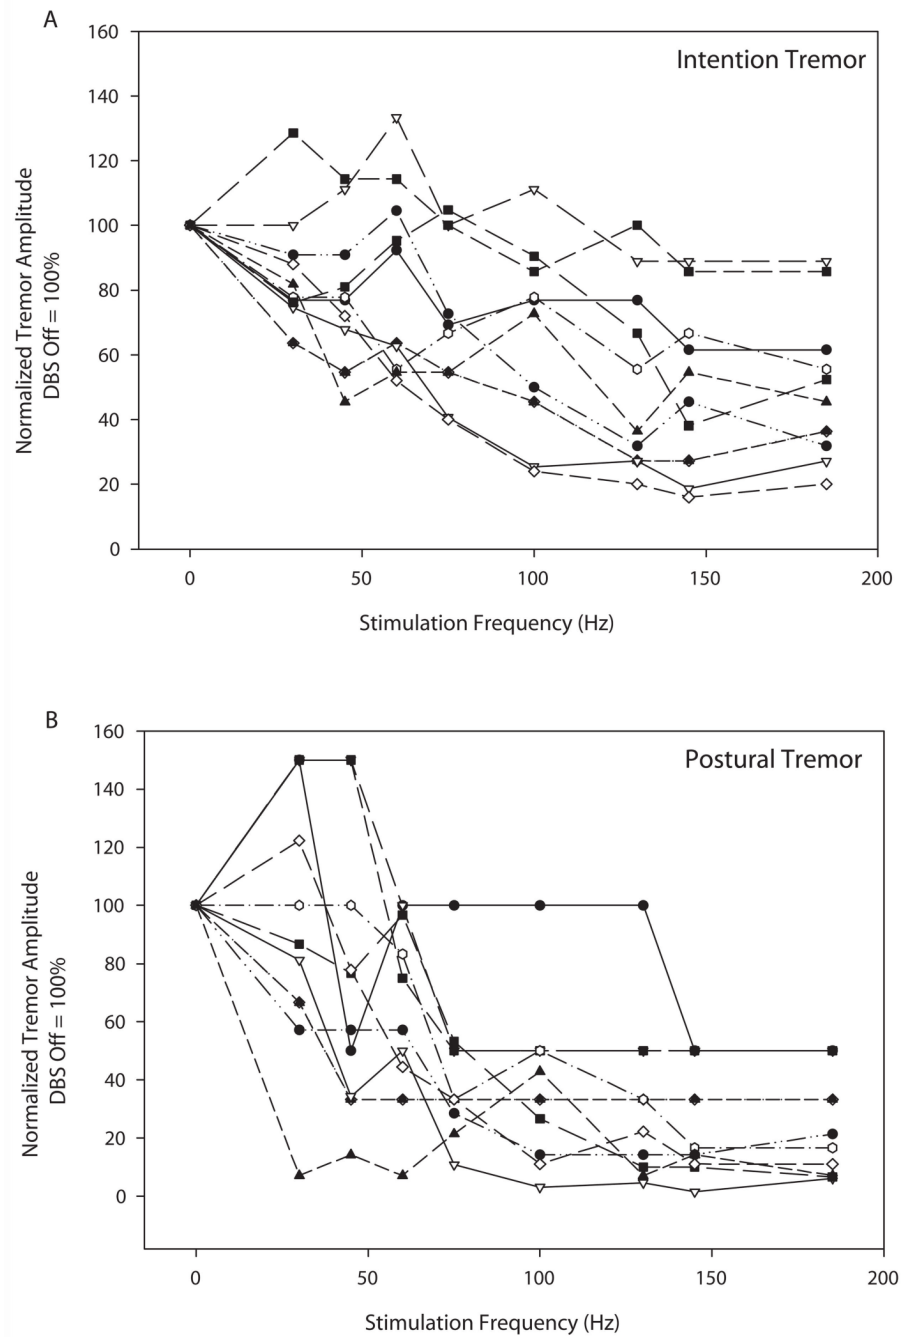 A
Intention Tremor
160
140
120
100
80
60
40
20
0
Normalized Tremor Amplitude
DBS Off = 100%
0 50 100 150 200
Stimulation Frequency (Hz)
B
Postural Tremor
160
140
120
100
80
60
40
20
0
Normalized Tremor Amplitude
DBS Off = 100%
0 50 100 150 200
Stimulation Frequency (Hz)